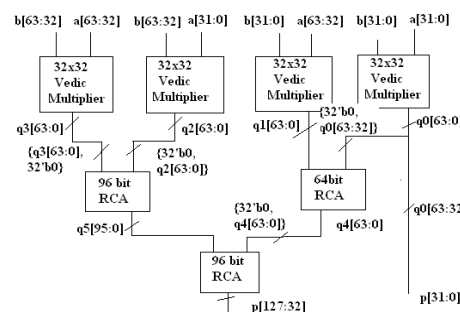 b[63:32] a[63:32] b[63:32] a[31:0] b[31:0] a[63:32] b[31:0] a[31:0]
32x32
Vedic
Multiplier
32x32
Vedic
Multiplier
32x32
Vedic
Multiplier
32x32
Vedic
Multiplier
q3[63:0]
q2[63:0]
q1[63:0]
{32'b0,
q0[63:32]}
q0[63:0]
{q3[63:0],
32'b0}
{32'b0,
q2[63:0]}
96 bit
RCA
64bit
RCA
{32'b0,
q4[63:0]}
q5[95:0]
q4[63:0]
q0[63:32
96 bit
RCA
p[127:32]
p[31:0]